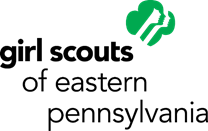 girl scouts
of eastern
pennsylvania